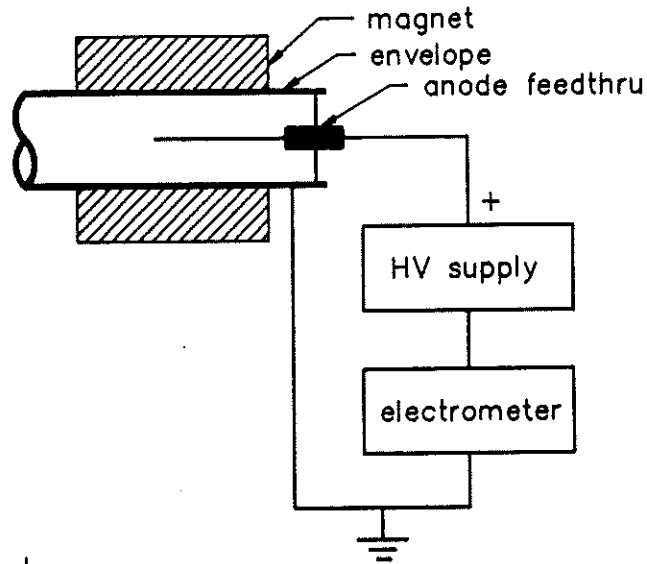 magnet
envelope
anode feedthru
+
HV supply
electrometer